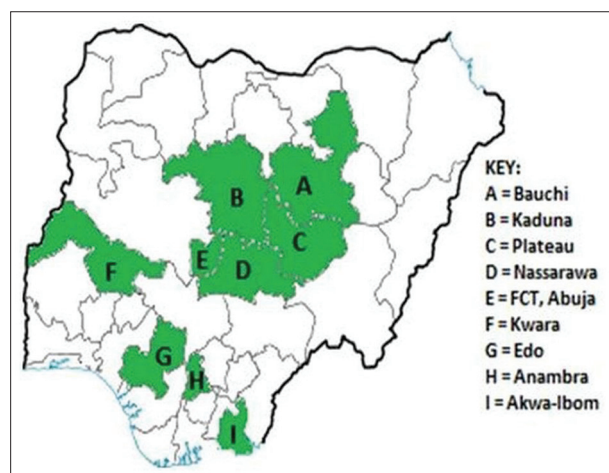 A
B
C
E
D
F
G
H
I
KEY:
A = Bauchi
B = Kaduna
C = Plateau
D = Nassarawa
E = FCT, Abuja
F = Kwara
G = Edo
H = Anambra
I = Akwa-Ibom